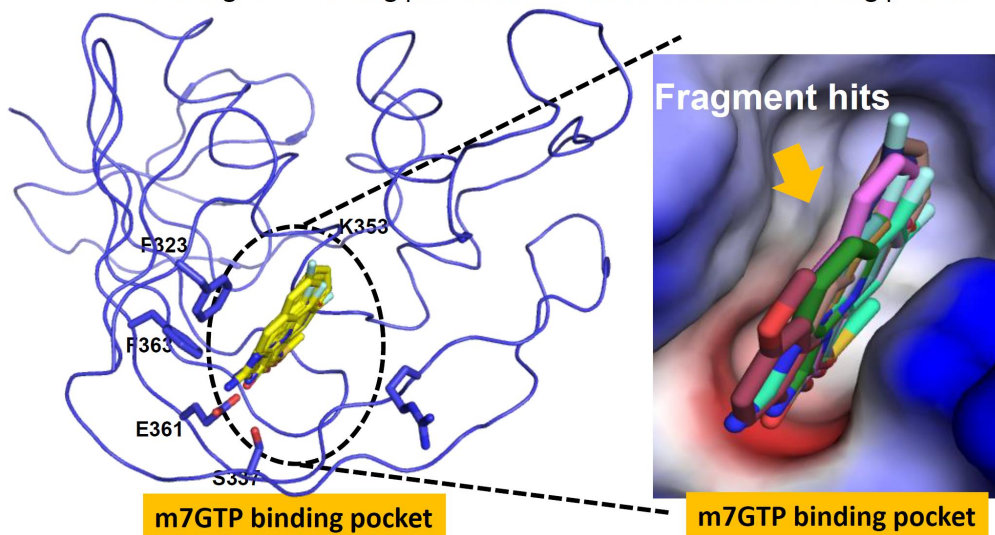 Fragment hits
K353
F323
F363
E361
S337
m7GTP binding pocket
m7GTP binding pocket